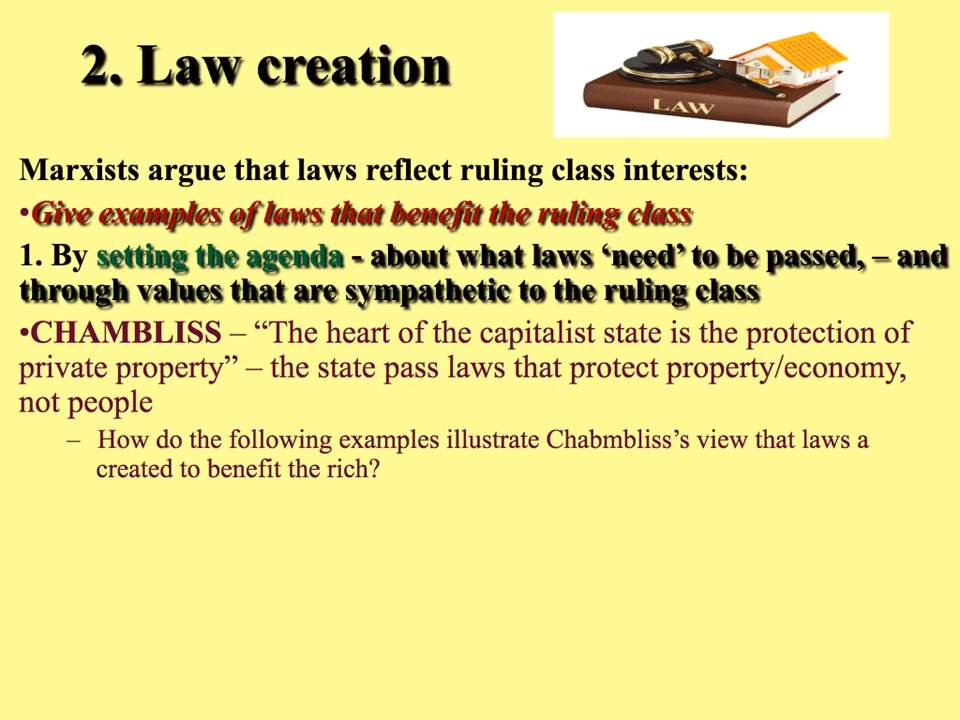 2. Law creation
LAW
Marxists argue that laws reflect ruling class interests:
•Give examples of laws that benefit the ruling class
1. By setting the agenda - about what laws ‘need’ to be passed, – and
through values that are sympathetic to the ruling class
•CHAMBLISS – “The heart of the capitalist state is the protection of
private property” – the state pass laws that protect property/economy,
not people
– How do the following examples illustrate Chabmbliss’s view that laws a
created to benefit the rich?